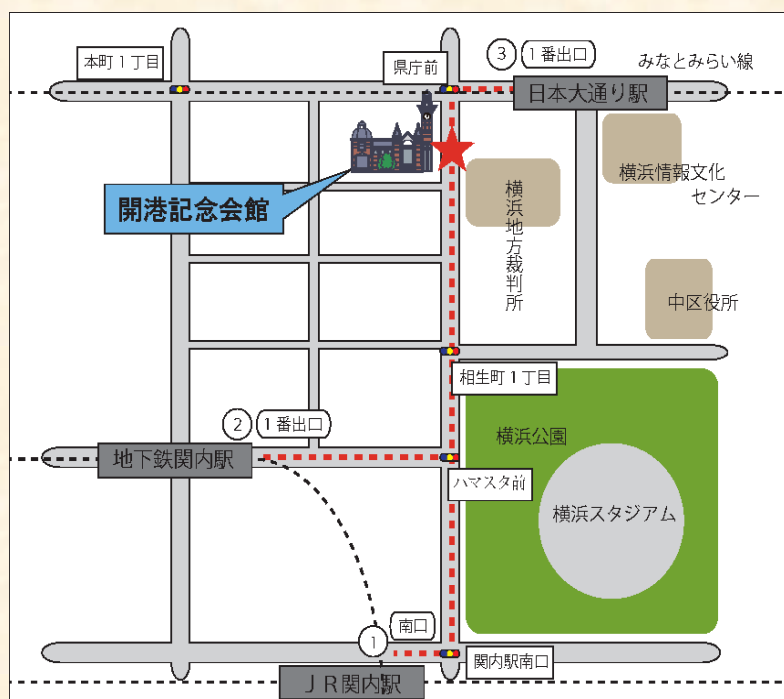 ③ 1番出口
みなとみらい線
本町1丁目
県庁前
日本大通り駅
開港記念会館
横浜地方裁判所
横浜情報文化
センター
中区役所
相生町1丁目
② 1番出口
地下鉄関内駅
横浜公園
ハマスタ前
横浜スタジアム
① 南口
関内駅南口
JR関内駅